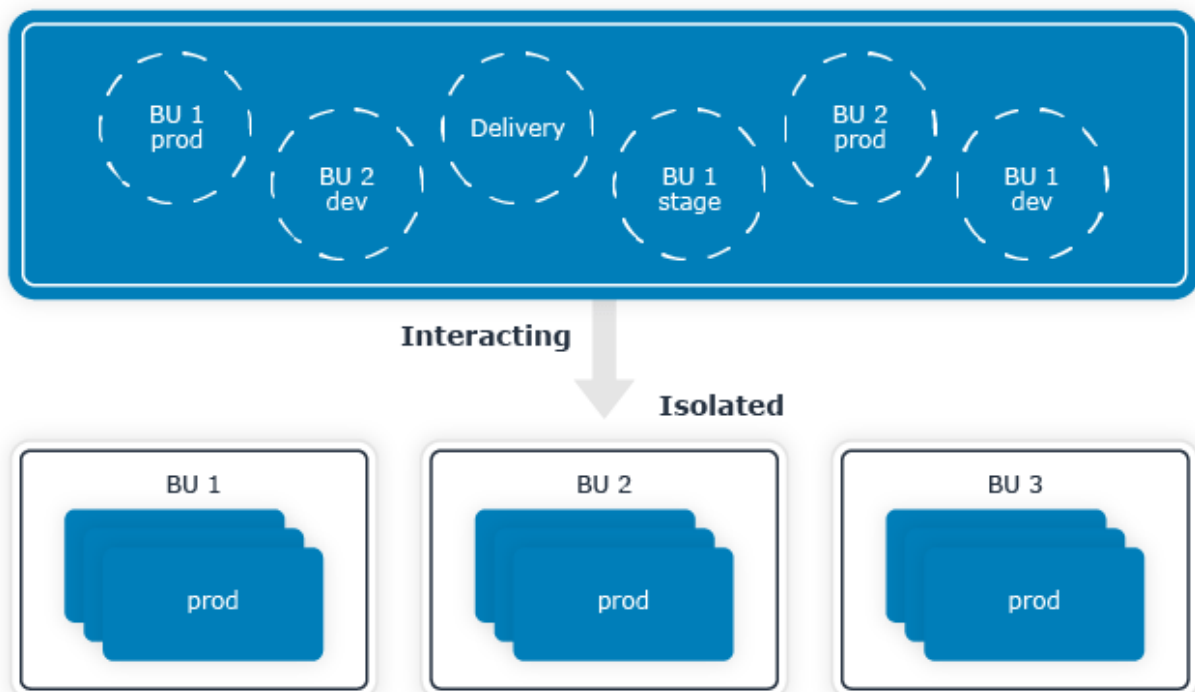 BU 1
prod
BU 2
dev
Delivery
BU 1
stage
BU 2
prod
BU 1
dev
Interacting
Isolated
BU 1
prod
BU 2
prod
BU 3
prod